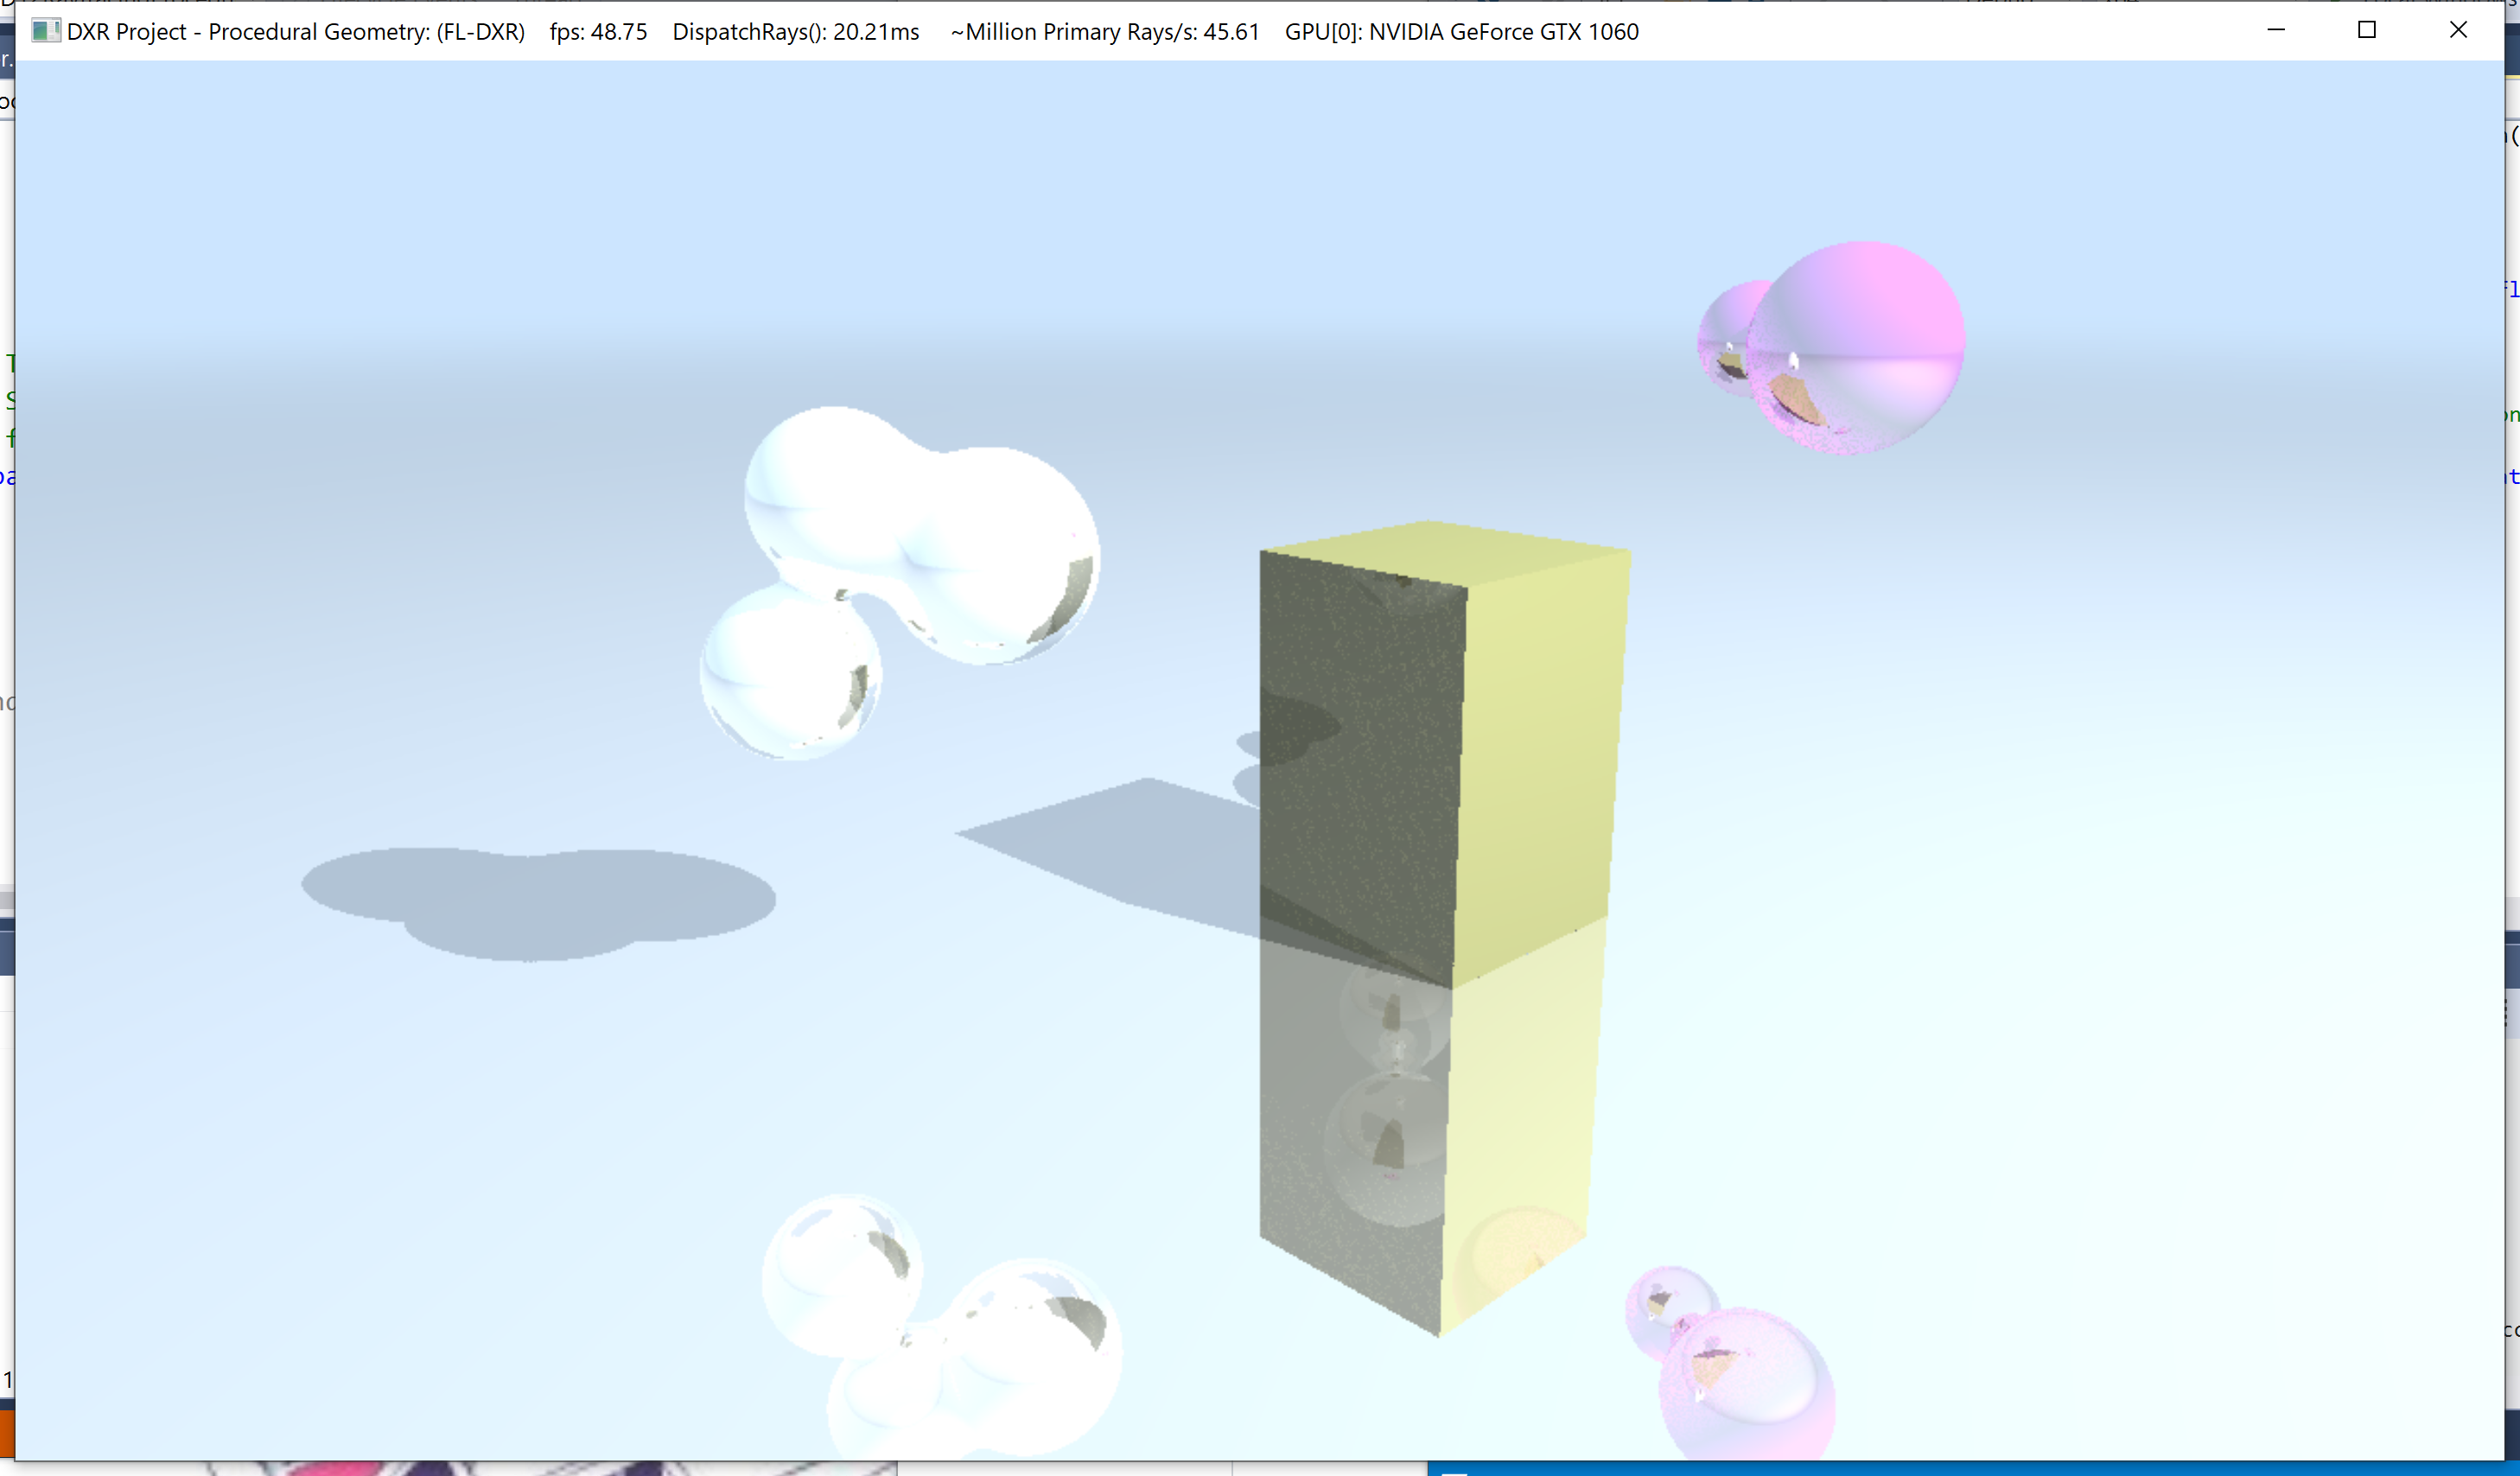 DXR Project - Procedural Geometry: (FL-DXR)    fps: 48.75    DispatchRays(): 20.21ms    ~Million Primary Rays/s: 45.61    GPU[0]: NVIDIA GeForce GTX 1060